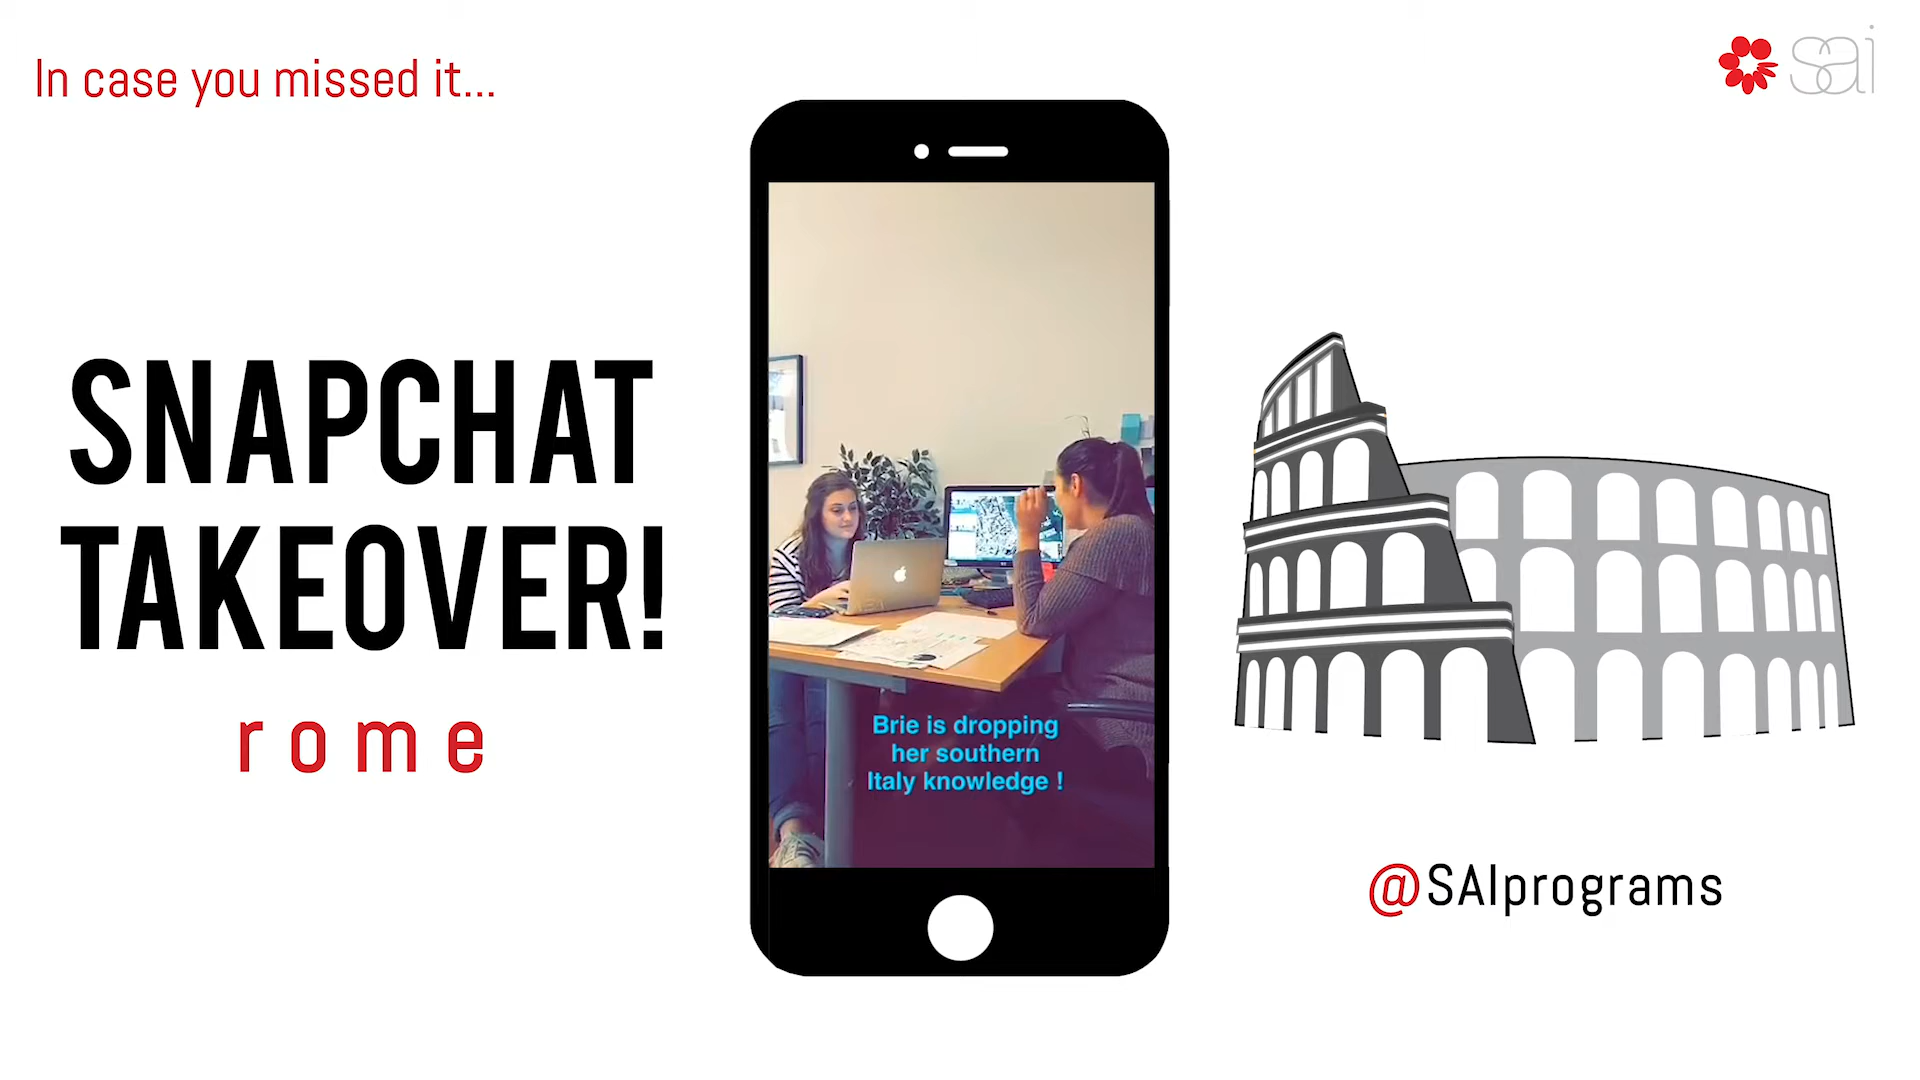 In case you missed it...
sai
SNAPCHAT
TAKEOVER!
rome
Brie is dropping
her southern
Italy knowledge !
@SAIprograms